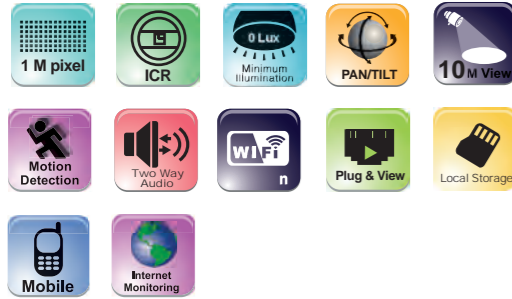 1 M pixel
ICR
0 Lux
Minimum
Illumination
PAN/TILT
10M View
Motion
Detection
Two Way
Audio
WIFi
n
Plug & View
Local Storage
Mobile
Internet
Monitoring